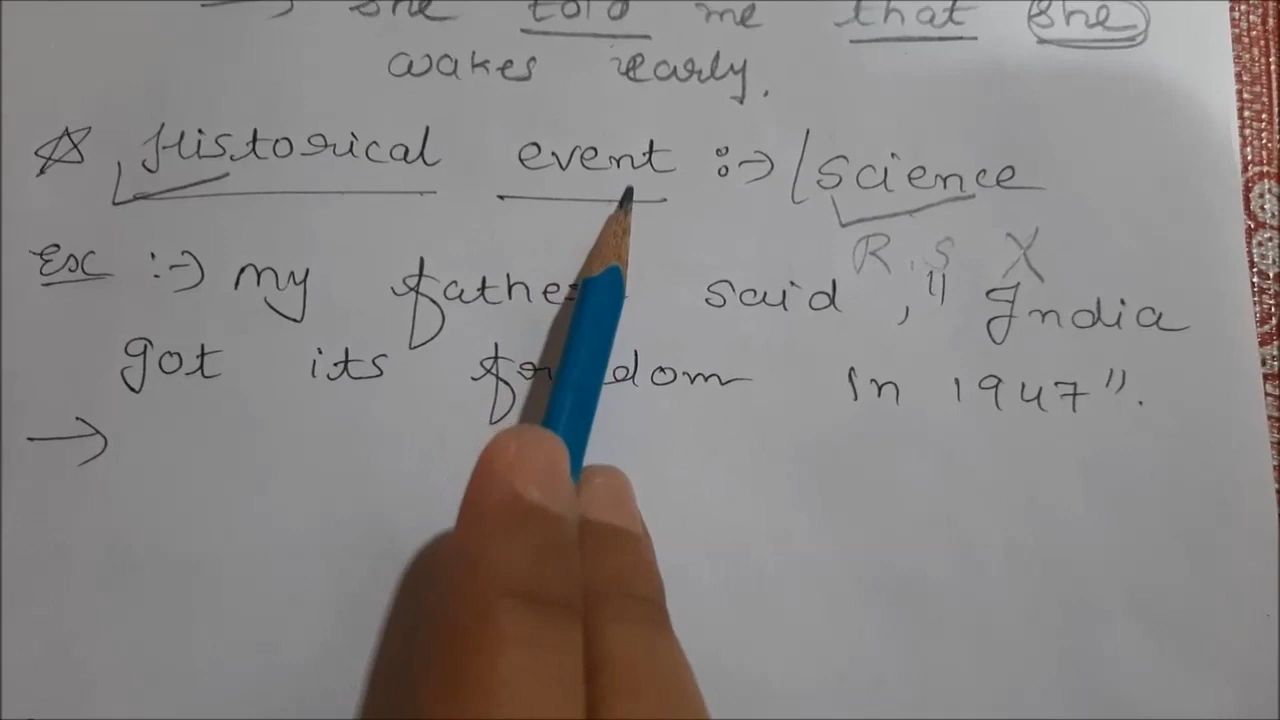 → she told me that she
wakes early.
☆ Historical event :→ / science
R.S X
Ex :→ my father said , " India
got its freedom in 1947 ".
→